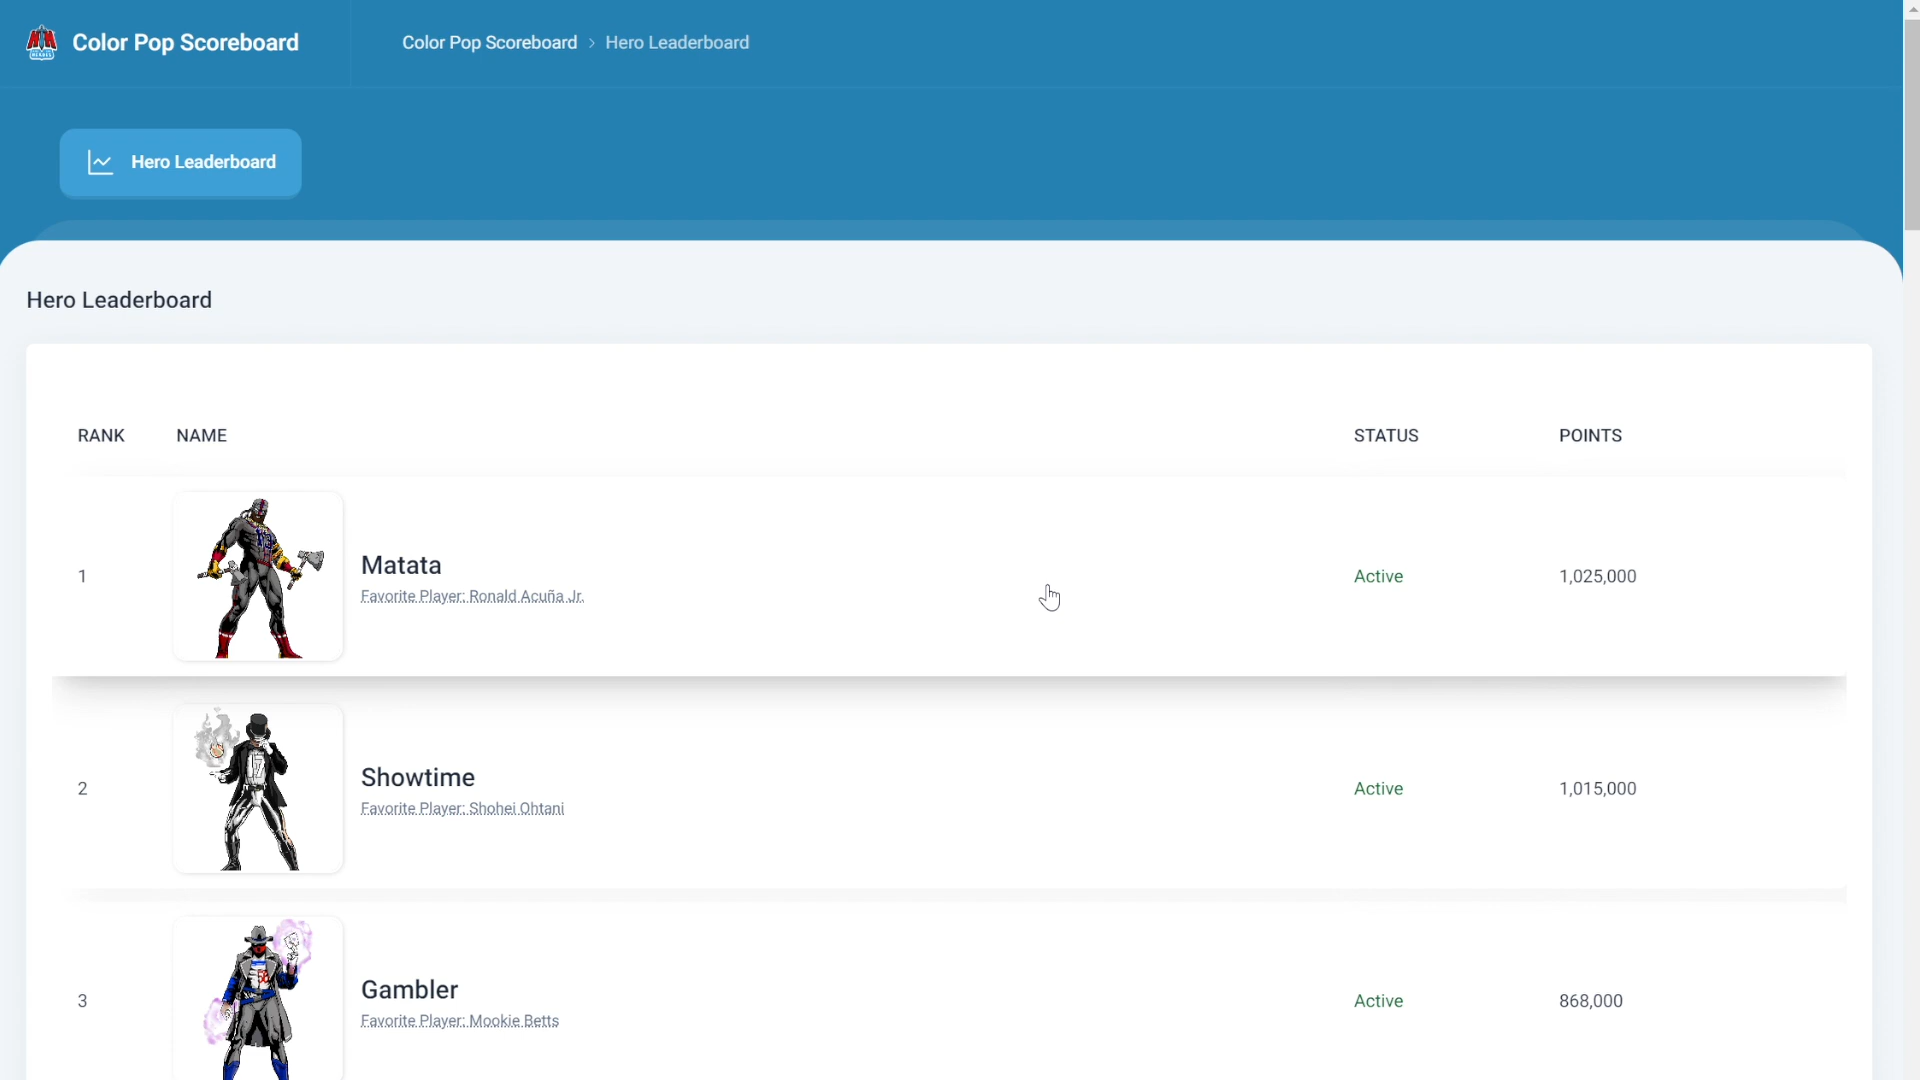 Color Pop Scoreboard
Color Pop Scoreboard > Hero Leaderboard
Hero Leaderboard
Hero Leaderboard
RANK NAME STATUS POINTS
1 Matata Active 1,025,000
Favorite Player: Ronald Acuña Jr.
2 Showtime Active 1,015,000
Favorite Player: Shohei Ohtani
3 Gambler Active 868,000
Favorite Player: Mookie Betts